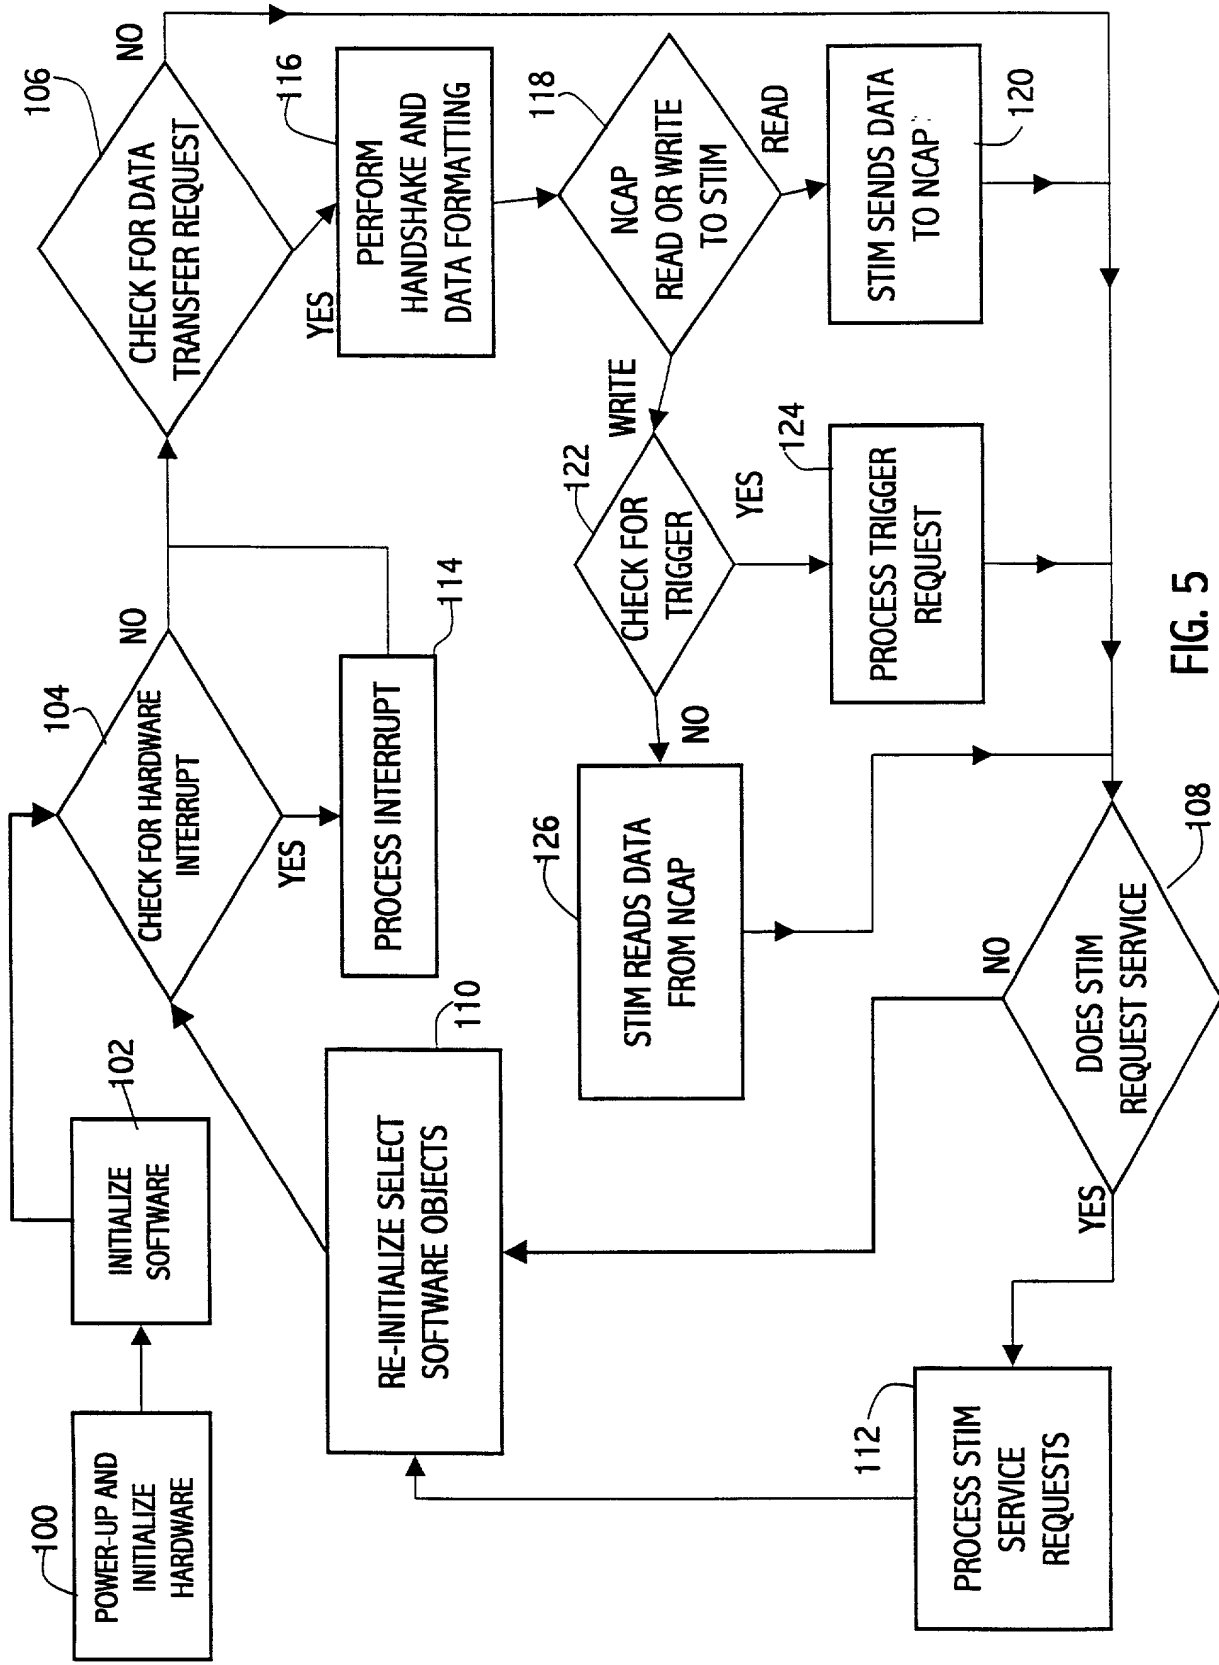 100
POWER-UP AND
INITIALIZE
HARDWARE
102
INITIALIZE
SOFTWARE
104
CHECK FOR HARDWARE
INTERRUPT
NO
YES
114
PROCESS INTERRUPT
106
CHECK FOR DATA
TRANSFER REQUEST
NO
YES
116
PERFORM
HANDSHAKE AND
DATA FORMATTING
118
NCAP
READ OR WRITE
TO STIM
READ
WRITE
120
STIM SENDS DATA
TO NCAP
122
CHECK FOR
TRIGGER
YES
NO
124
PROCESS TRIGGER
REQUEST
126
STIM READS DATA
FROM NCAP
110
RE-INITIALIZE SELECT
SOFTWARE OBJECTS
108
DOES STIM
REQUEST SERVICE
NO
YES
112
PROCESS STIM
SERVICE
REQUESTS
FIG. 5